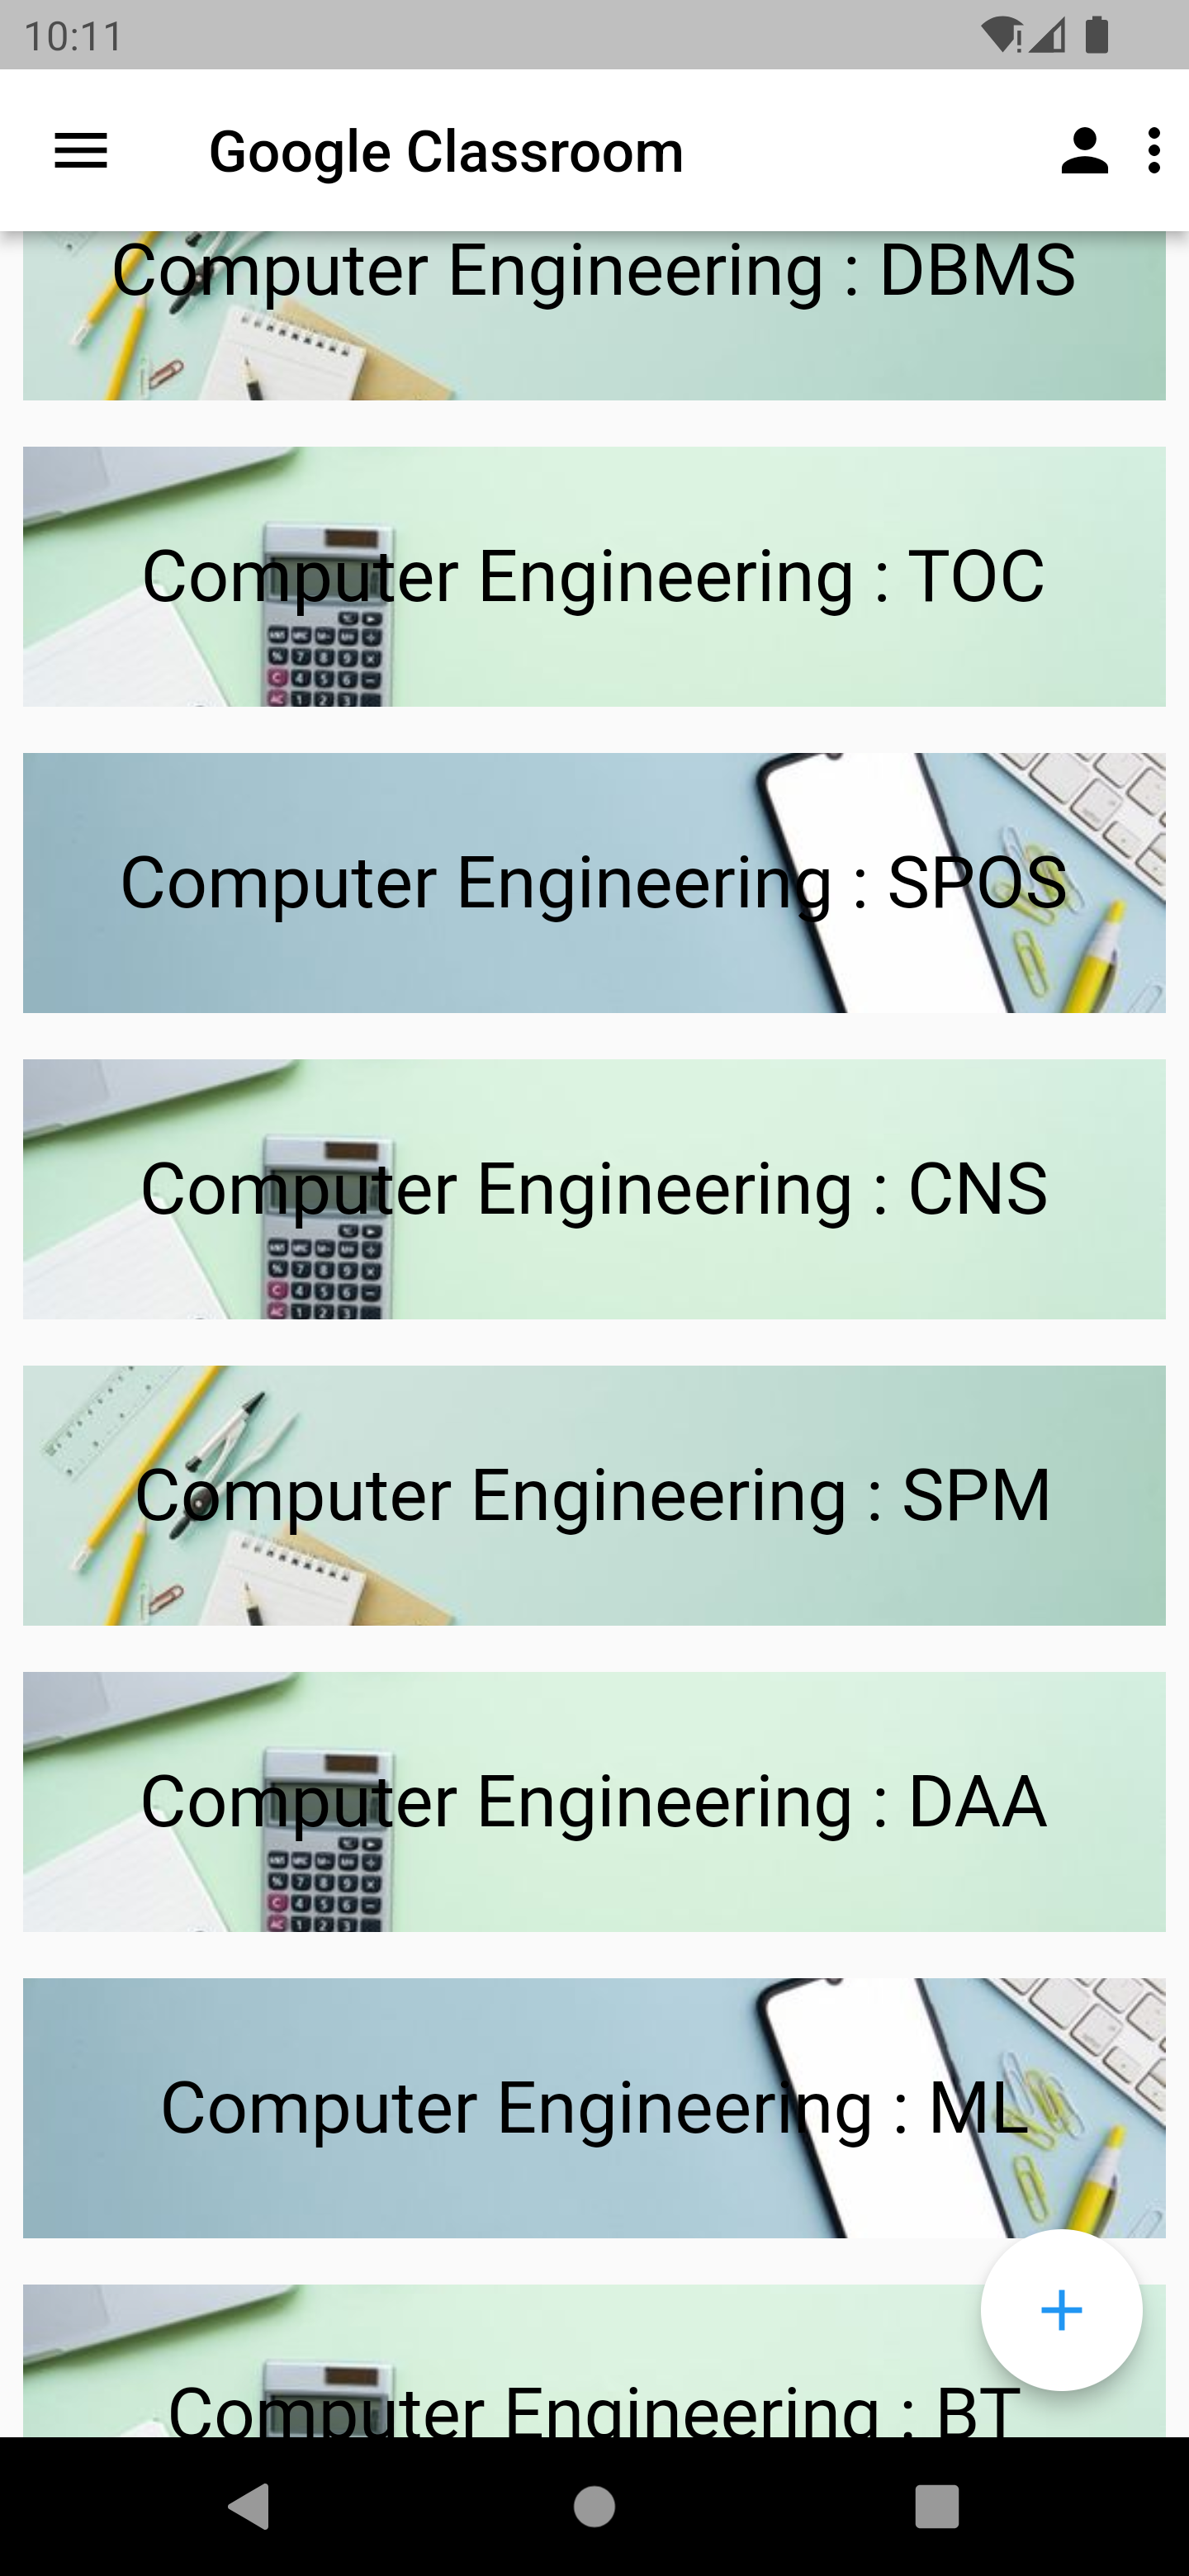 10:11
Google Classroom
Computer Engineering : DBMS
Computer Engineering : TOC
Computer Engineering : SPOS
Computer Engineering : CNS
Computer Engineering : SPM
Computer Engineering : DAA
Computer Engineering : ML
Computer Engineering : BT